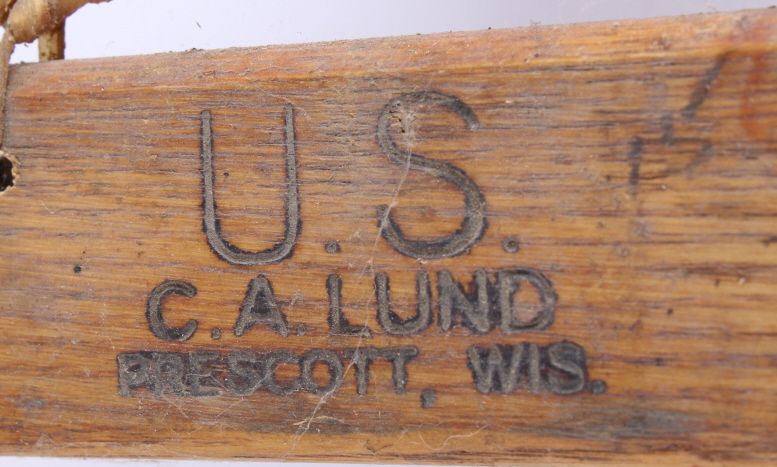 U.S.
C.A. LUND
PRESCOTT, WIS.